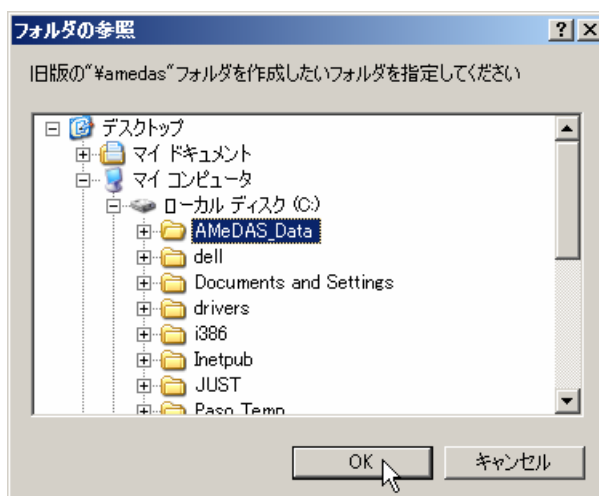 フォルダの参照
旧版の"¥amedas"フォルダを作成したいフォルダを指定してください
デスクトップ
マイ ドキュメント
マイ コンピュータ
ローカル ディスク (C:)
AMeDAS_Data
dell
Documents and Settings
drivers
i386
Inetpub
JUST
Paso Temp
OK キャンセル